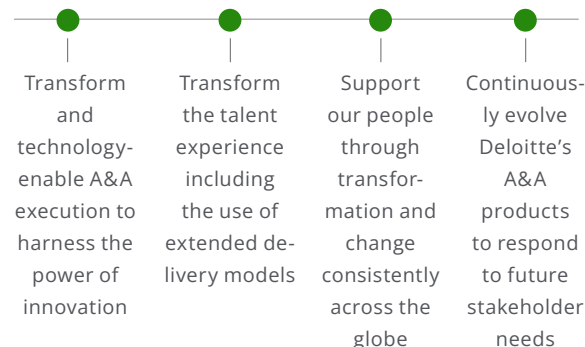 Transform
and
technology-
enable A&A
execution to
harness the
power of
innovation
Transform
the talent
experience
including
the use of
extended de-
livery models
Support
our people
through
transfor-
mation and
change
consistently
across the
globe
Continuous-
ly evolve
Deloitte’s
A&A
products
to respond
to future
stakeholder
needs